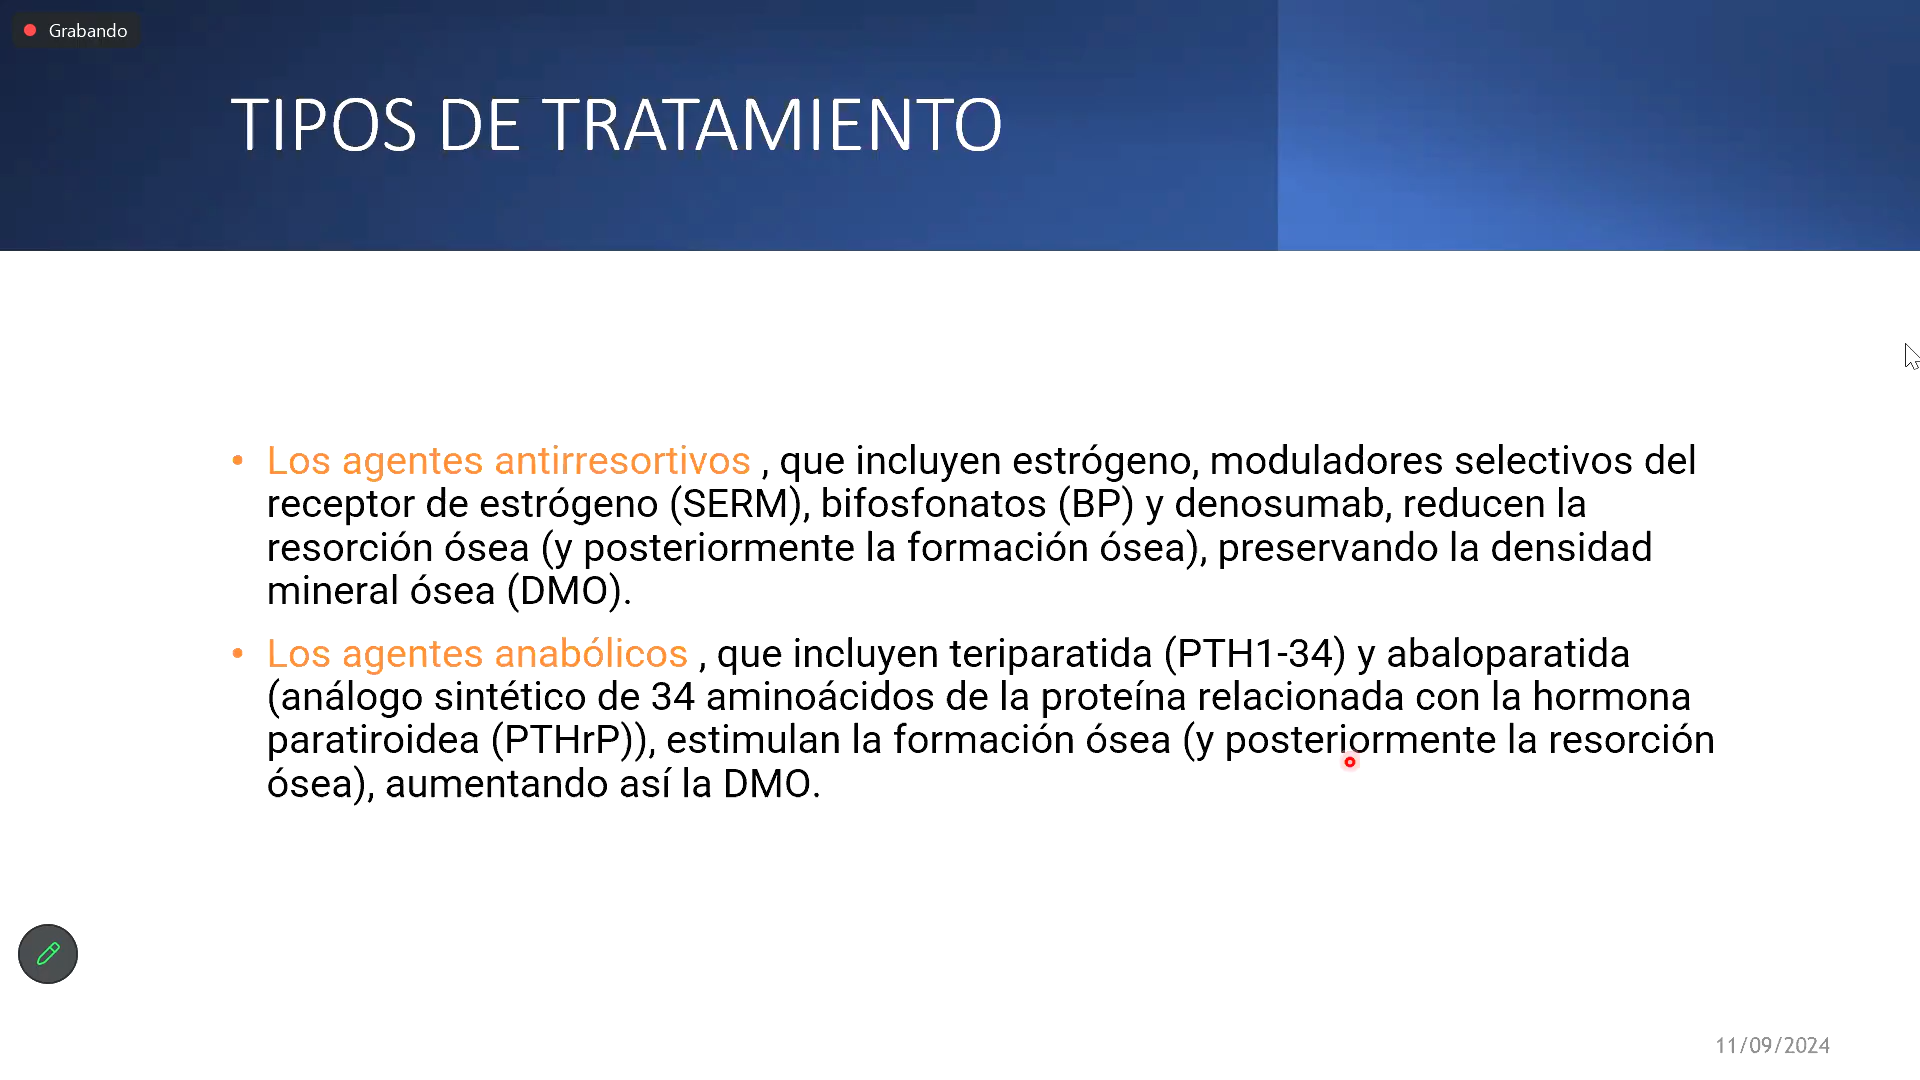 Grabando
TIPOS DE TRATAMIENTO
• Los agentes antirresortivos , que incluyen estrógeno, moduladores selectivos del
receptor de estrógeno (SERM), bifosfonatos (BP) y denosumab, reducen la
resorción ósea (y posteriormente la formación ósea), preservando la densidad
mineral ósea (DMO).
• Los agentes anabólicos , que incluyen teriparatida (PTH1-34) y abaloparatida
(análogo sintético de 34 aminoácidos de la proteína relacionada con la hormona
paratiroidea (PTHrP)), estimulan la formación ósea (y posteriormente la resorción
ósea), aumentando así la DMO.
11/09/2024